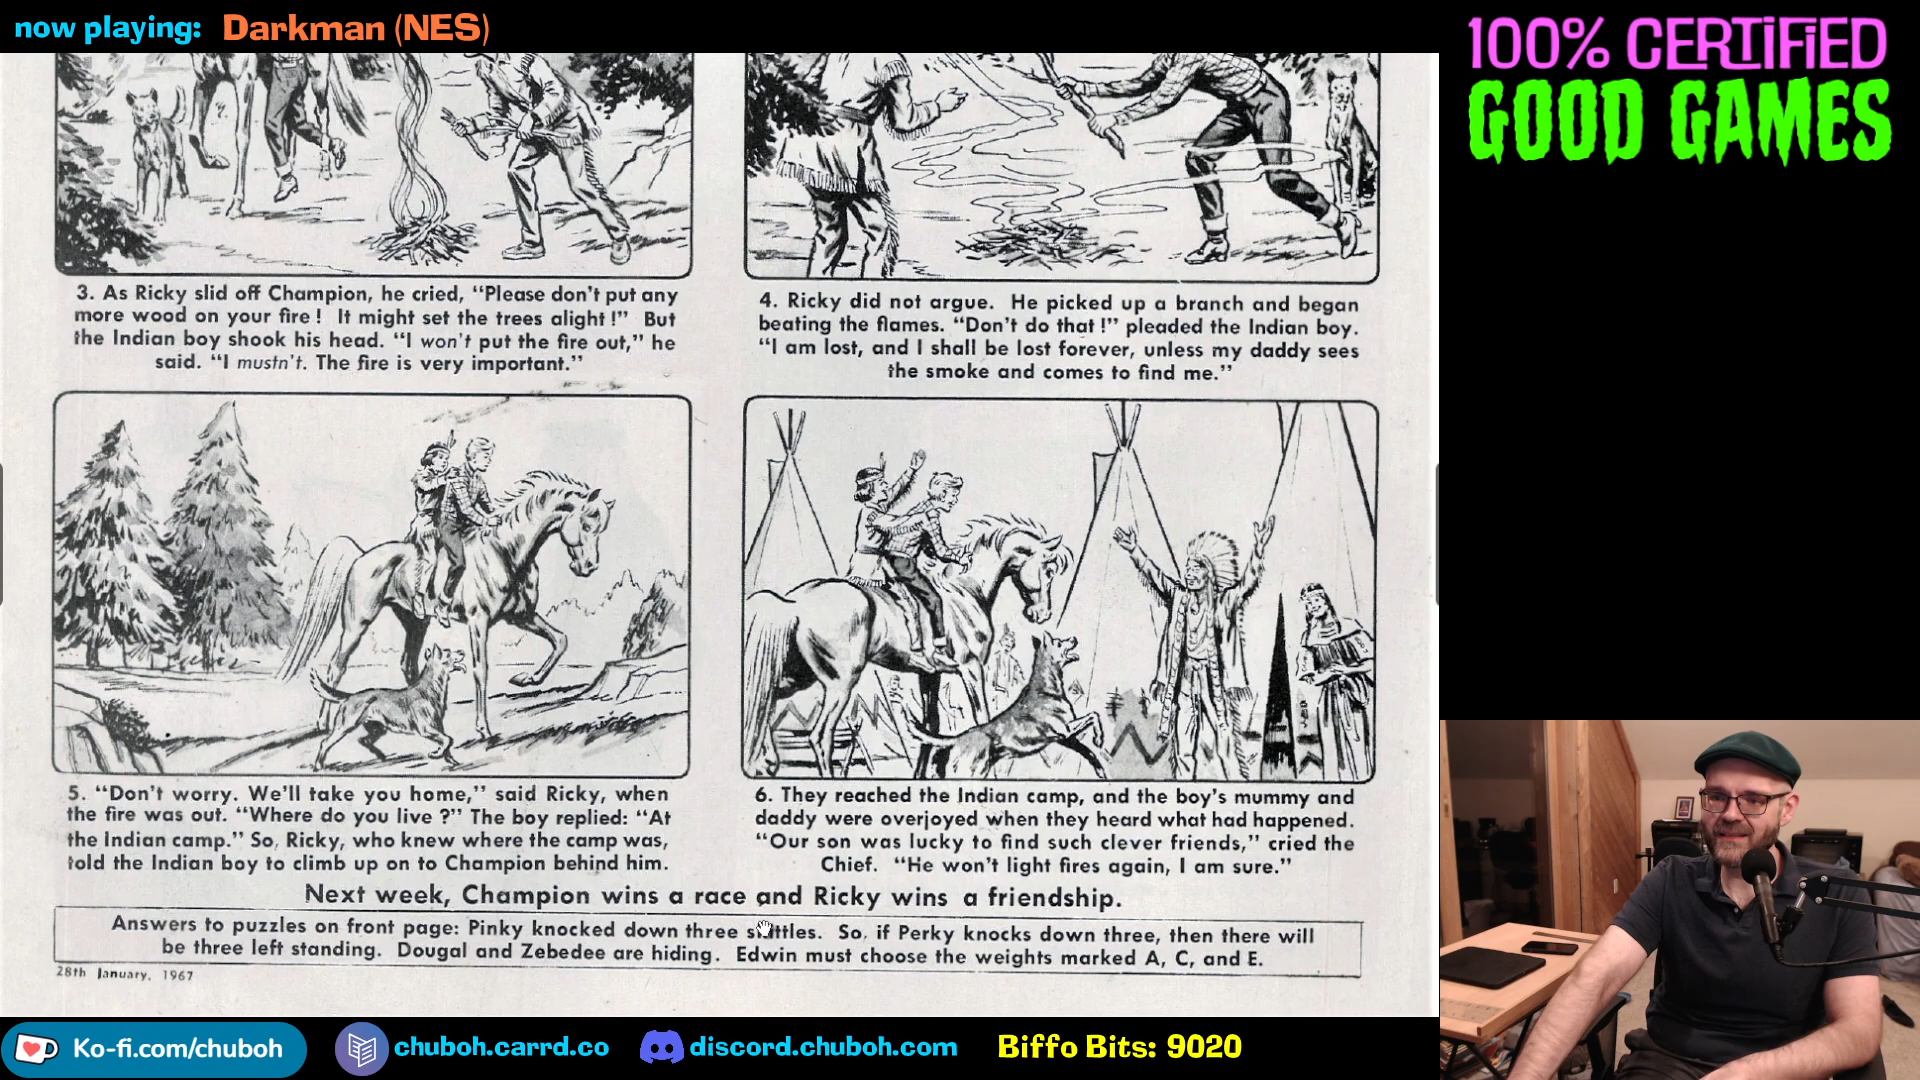 now playing: Darkman (NES)
100% CERTiFiED
GOOD GAMES
3. As Ricky slid off Champion, he cried, “Please don't put any
more wood on your fire ! It might set the trees alight !” But
the Indian boy shook his head. “I won't put the fire out,” he
said. “I mustn't. The fire is very important.”
4. Ricky did not argue. He picked up a branch and began
beating the flames. “Don't do that !” pleaded the Indian boy.
“I am lost, and I shall be lost forever, unless my daddy sees
the smoke and comes to find me.”
5. “Don't worry. We'll take you home,” said Ricky, when
the fire was out. “Where do you live ?” The boy replied: “At
the Indian camp.” So, Ricky, who knew where the camp was,
told the Indian boy to climb up on to Champion behind him.
6. They reached the Indian camp, and the boy's mummy and
daddy were overjoyed when they heard what had happened.
“Our son was lucky to find such clever friends,” cried the
Chief. “He won't light fires again, I am sure.”
Next week, Champion wins a race and Ricky wins a friendship.
Answers to puzzles on front page: Pinky knocked down three skittles. So, if Perky knocks down three, then there will
be three left standing. Dougal and Zebedee are hiding. Edwin must choose the weights marked A, C, and E.
28th January, 1967
Ko-fi.com/chuboh
chuboh.carrd.co
discord.chuboh.com
Biffo Bits: 9020